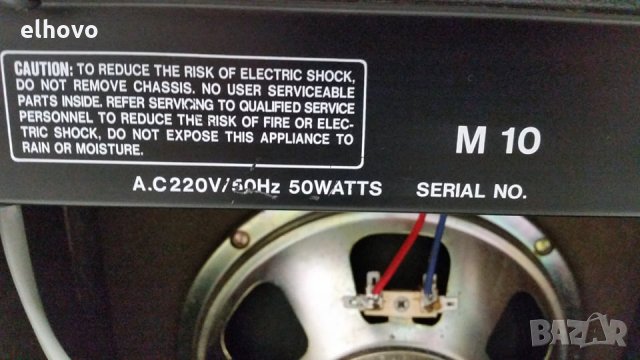 elhovo
CAUTION: TO REDUCE THE RISK OF ELECTRIC SHOCK,
DO NOT REMOVE CHASSIS. NO USER SERVICEABLE
PARTS INSIDE. REFER SERVICING TO QUALIFIED SERVICE
PERSONNEL TO REDUCE THE RISK OF FIRE OR ELEC-
TRIC SHOCK, DO NOT EXPOSE THIS APPLIANCE TO
RAIN OR MOISTURE.
M 10
A.C220V/60Hz 50WATTS SERIAL NO.
BAZAR